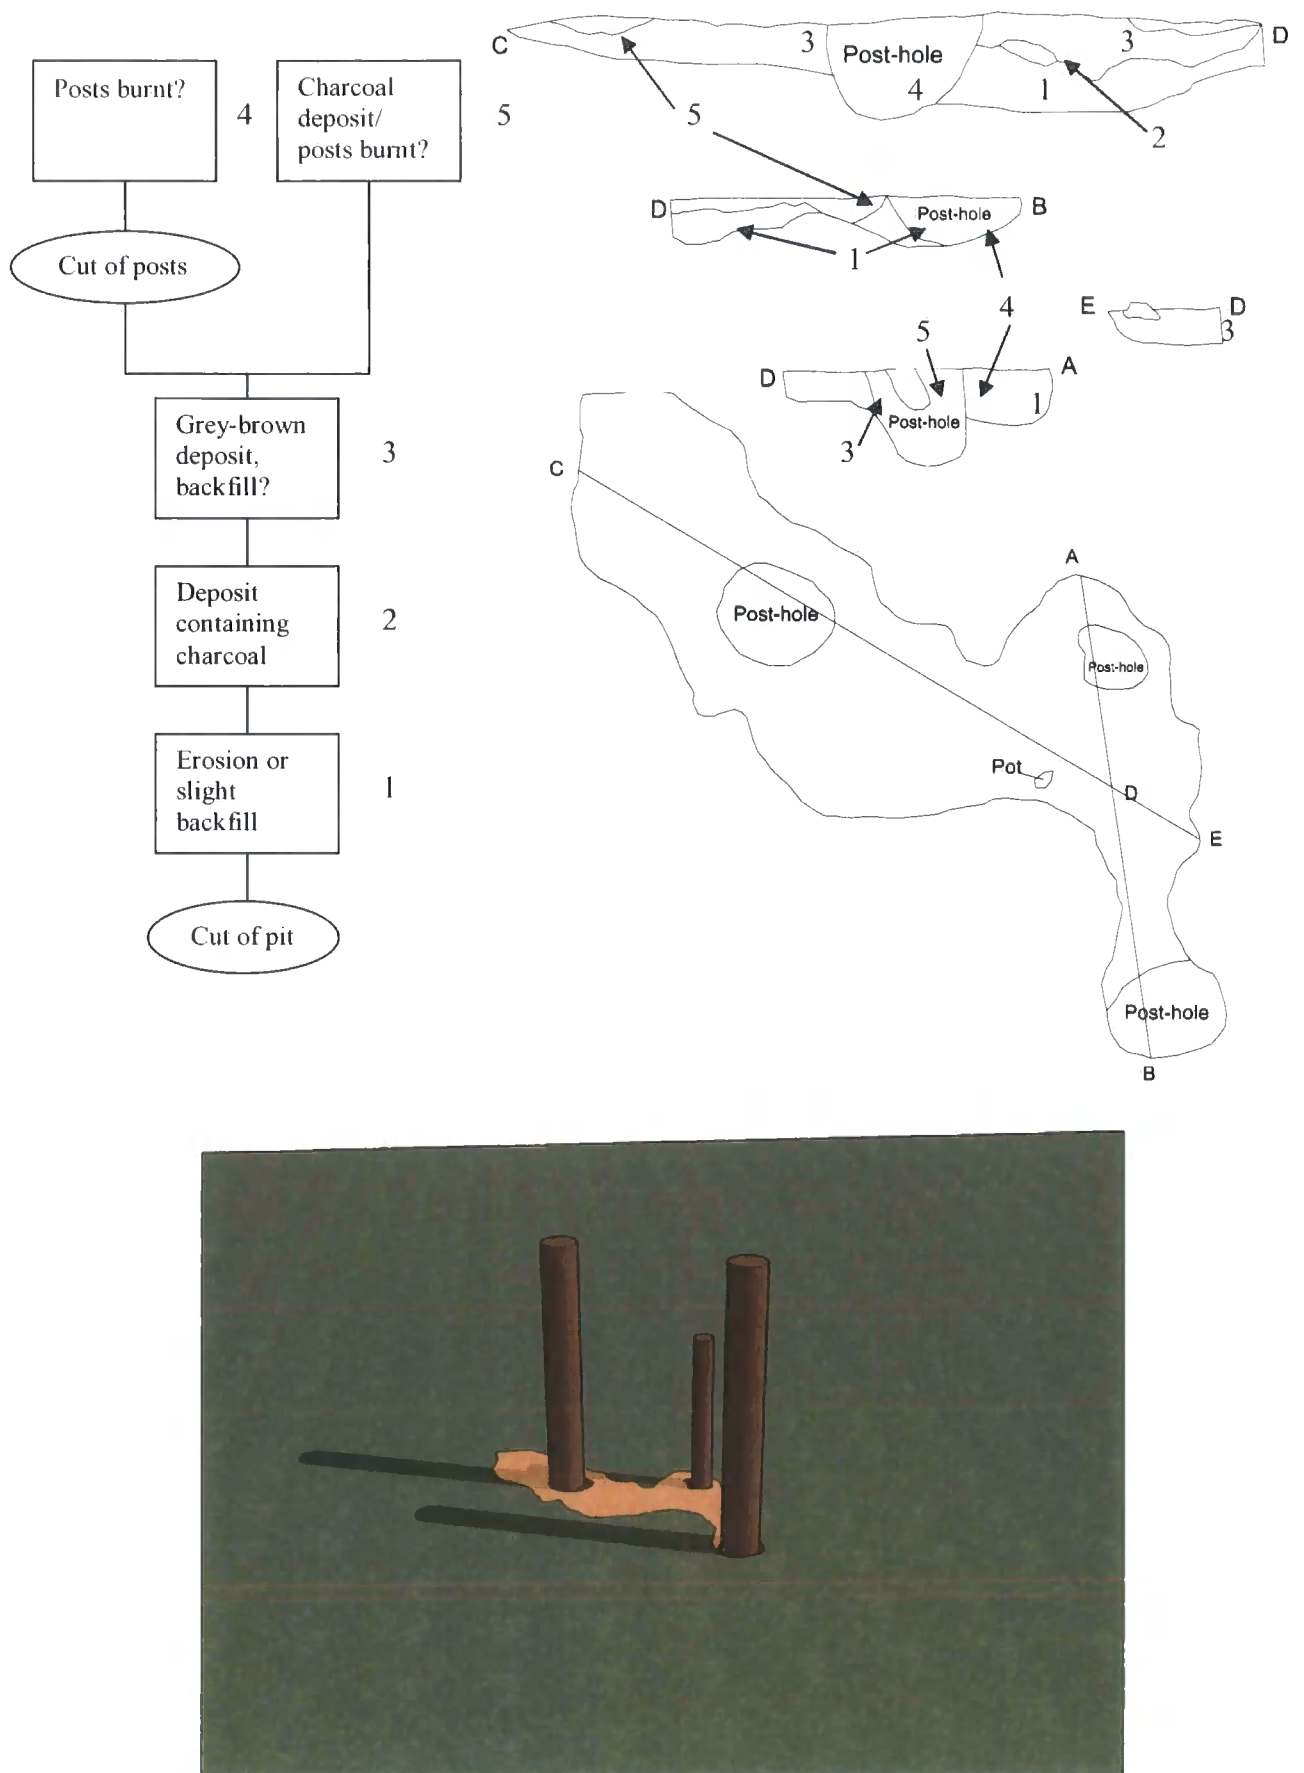 Posts burnt?
4
Charcoal
deposit/
posts burnt?
5
Cut of posts
Grey-brown
deposit,
backfill?
3
Deposit
containing
charcoal
2
Erosion or
slight
backfill
1
Cut of pit
C
3
Post-hole
4
3
1
D
5
2
D
Post-hole
B
1
4
E
D
3
5
D
A
1
Post-hole
3
C
Post-hole
A
Post-hole
Pot
D
E
Post-hole
B